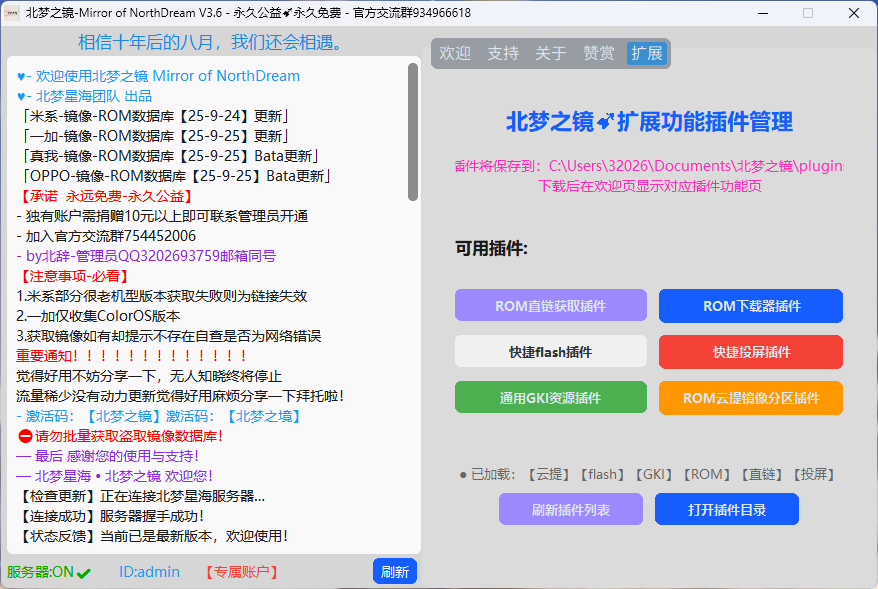 北梦之镜-Mirror of NorthDream V3.6 - 永久公益➹永久免费 - 官方交流群934966618
相信十年后的八月，我们还会相遇。
♥- 欢迎使用北梦之镜 Mirror of NorthDream
♥- 北梦星海团队 出品
「米系-镜像-ROM数据库【25-9-24】更新」
「一加-镜像-ROM数据库【25-9-25】更新」
「真我-镜像-ROM数据库【25-9-25】Bata更新」
「OPPO-镜像-ROM数据库【25-9-25】Bata更新」
【承诺 永远免费-永久公益】
- 独有账户需捐赠10元以上即可联系管理员开通
- 加入官方交流群754452006
- by北辞-管理员QQ3202693759邮箱同号
【注意事项-必看】
1.米系部分很老机型版本获取失败则为链接失效
2.一加仅收集ColorOS版本
3.获取镜像如有却提示不存在自查是否为网络错误
重要通知！！！！！！！！！！！！！
觉得好用不妨分享一下，无人知晓终将停止
流量稀少没有动力更新觉得好用麻烦分享一下拜托啦！
- 激活码：【北梦之镜】激活码：【北梦之境】
⛔请勿批量获取盗取镜像数据库！
— 最后 感谢您的使用与支持！
— 北梦星海 • 北梦之镜 欢迎您！
【检查更新】正在连接北梦星海服务器...
【连接成功】服务器握手成功！
【状态反馈】当前已是最新版本，欢迎使用！
服务器:ON✔ ID:admin 【专属账户】 刷新
欢迎 支持 关于 赞赏 扩展
北梦之镜➹扩展功能插件管理
插件将保存到：C:\Users\32026\Documents\北梦之镜\plugins
下载后在欢迎页显示对应插件功能页
可用插件:
ROM直链获取插件 ROM下载器插件
快捷flash插件 快捷投屏插件
通用GKI资源插件 ROM云提镜像分区插件
● 已加载：【云提】【flash】【GKI】【ROM】【直链】【投屏】
刷新插件列表 打开插件目录